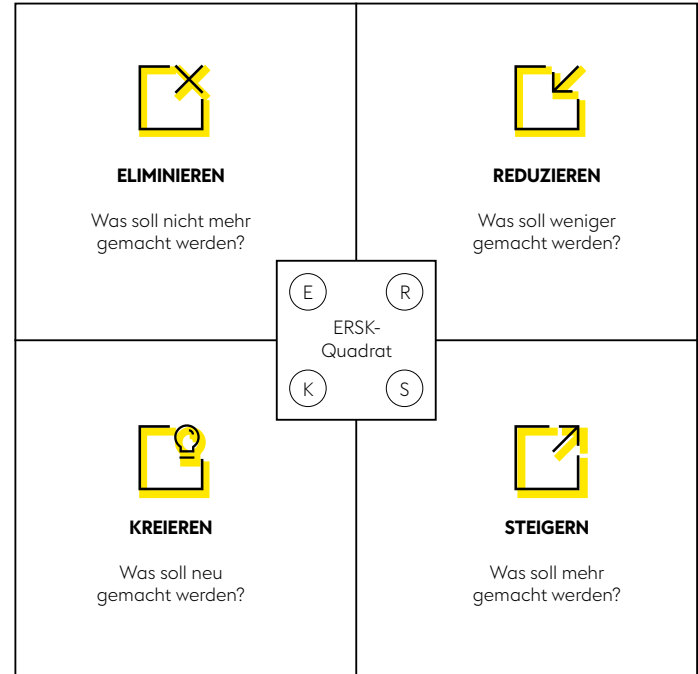 ELIMINIEREN
Was soll nicht mehr
gemacht werden?
REDUZIEREN
Was soll weniger
gemacht werden?
E
R
ERSK-
Quadrat
K
S
KREIEREN
Was soll neu
gemacht werden?
STEIGERN
Was soll mehr
gemacht werden?